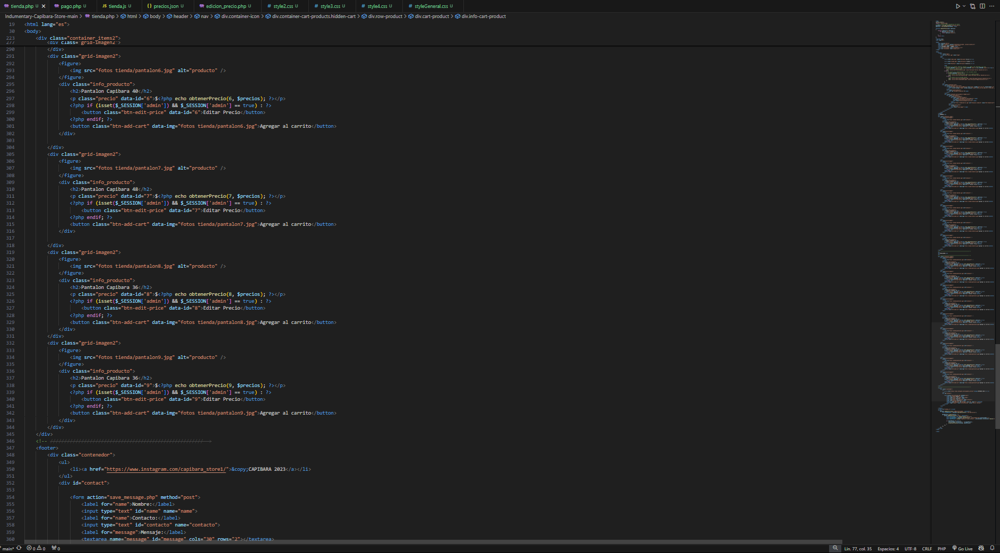 tienda.php U
pago.php U
JS tienda.js U
{} precios.json U
edicion_precio.php U
# style2.css U
# style3.css U
# style4.css U
# styleGeneral.css U
Indumentary-Capibara-Store-main > tienda.php > html > body > header > nav > div.container-icon > div.container-cart-products.hidden-cart > div.row-product > div.cart-product > div.info-cart-product
19 <html lang="es">
30 <body>
223 <div class="container_items2">
277 <div class="grid-imagen2">
290 </div>
291 <div class="grid-imagen2">
292 <figure>
293 <img src="fotos tienda/pantalon6.jpg" alt="producto" />
294 </figure>
295 <div class="info_producto">
296 <h2>Pantalon Capibara 40</h2>
297 <p class="precio" data-id="6">$<?php echo obtenerPrecio(6, $precios); ?></p>
298 <?php if (isset($_SESSION['admin']) && $_SESSION['admin'] == true) : ?>
299 <button class="btn-edit-price" data-id="6">Editar Precio</button>
300 <?php endif; ?>
301 <button class="btn-add-cart" data-img="fotos tienda/pantalon6.jpg">Agregar al carrito</button>
302 </div>
303
304 </div>
305 <div class="grid-imagen2">
306 <figure>
307 <img src="fotos tienda/pantalon7.jpg" alt="producto" />
308 </figure>
309 <div class="info_producto">
310 <h2>Pantalon Capibara 48</h2>
311 <p class="precio" data-id="7">$<?php echo obtenerPrecio(7, $precios); ?></p>
312 <?php if (isset($_SESSION['admin']) && $_SESSION['admin'] == true) : ?>
313 <button class="btn-edit-price" data-id="7">Editar Precio</button>
314 <?php endif; ?>
315 <button class="btn-add-cart" data-img="fotos tienda/pantalon7.jpg">Agregar al carrito</button>
316 </div>
317
318 </div>
319 <div class="grid-imagen2">
320 <figure>
321 <img src="fotos tienda/pantalon8.jpg" alt="producto" />
322 </figure>
323 <div class="info_producto">
324 <h2>Pantalon Capibara 36</h2>
325 <p class="precio" data-id="8">$<?php echo obtenerPrecio(8, $precios); ?></p>
326 <?php if (isset($_SESSION['admin']) && $_SESSION['admin'] == true) : ?>
327 <button class="btn-edit-price" data-id="8">Editar Precio</button>
328 <?php endif; ?>
329 <button class="btn-add-cart" data-img="fotos tienda/pantalon8.jpg">Agregar al carrito</button>
330 </div>
331 </div>
332 <div class="grid-imagen2">
333 <figure>
334 <img src="fotos tienda/pantalon9.jpg" alt="producto" />
335 </figure>
336 <div class="info_producto">
337 <h2>Pantalon Capibara 36</h2>
338 <p class="precio" data-id="9">$<?php echo obtenerPrecio(9, $precios); ?></p>
339 <?php if (isset($_SESSION['admin']) && $_SESSION['admin'] == true) : ?>
340 <button class="btn-edit-price" data-id="9">Editar Precio</button>
341 <?php endif; ?>
342 <button class="btn-add-cart" data-img="fotos tienda/pantalon9.jpg">Agregar al carrito</button>
343 </div>
344 </div>
345 </div>
346 <!-- ////////////////////////////////////////////////////// -->
347 <footer>
348 <div class="contenedor">
349 <ul>
350 <li><a href="https://www.instagram.com/capibara_store1/">&copy;CAPIBARA 2023</a></li>
351 </ul>
352 <div id="contact">
353
354 <form action="save_message.php" method="post">
355 <label for="name">Nombre:</label>
356 <input type="text" id="name" name="name">
357 <label for="name">Contacto:</label>
358 <input type="text" id="contacto" name="contacto">
359 <label for="message">Mensaje:</label>
360 <textarea name="message" id="message" cols="30" rows="2"></textarea>
main* 0 0 0
Lín. 77, col. 35 Espacios: 4 UTF-8 CRLF PHP Go Live